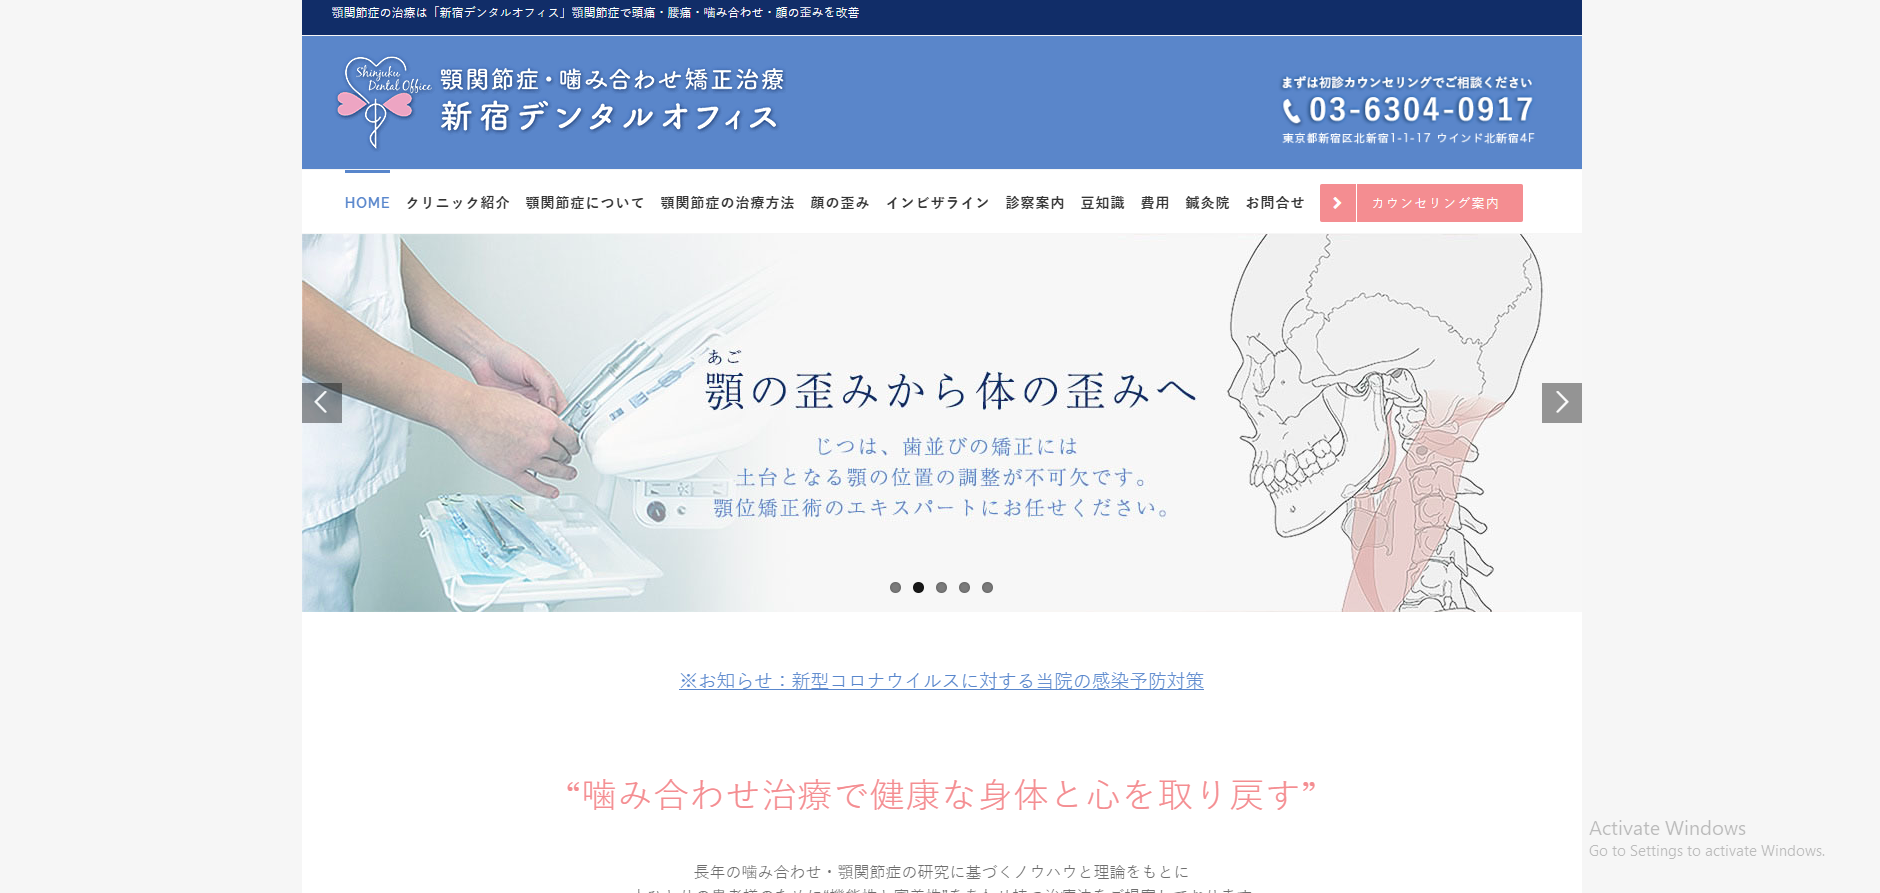 顎関節症の治療は「新宿デンタルオフィス」顎関節症で頭痛・腰痛・噛み合わせ・顔の歪みを改善
Shinjuku
Dental Office
顎関節症・噛み合わせ矯正治療
新宿デンタルオフィス
まずは初診カウンセリングでご相談ください
03-6304-0917
東京都新宿区北新宿1-1-17 ウインド北新宿4F
HOME クリニック紹介 顎関節症について 顎関節症の治療方法 顔の歪み インビザライン 診察案内 豆知識 費用 鍼灸院 お問合せ カウンセリング案内
あご
顎の歪みから体の歪みへ
じつは、歯並びの矯正には
土台となる顎の位置の調整が不可欠です。
顎位矯正術のエキスパートにお任せください。
※お知らせ：新型コロナウイルスに対する当院の感染予防対策
“噛み合わせ治療で健康な身体と心を取り戻す”
長年の噛み合わせ・顎関節症の研究に基づくノウハウと理論をもとに
Activate Windows
Go to Settings to activate Windows.